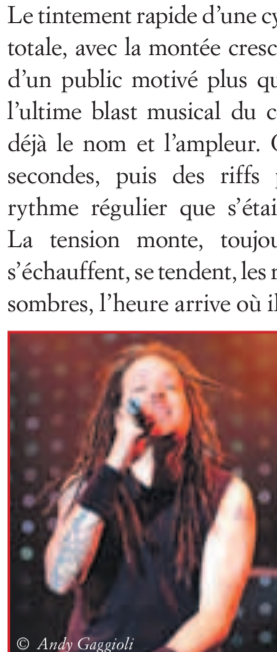 Le tintement rapide d'une cy
totale, avec la montée cresc
d'un public motivé plus qu
l'ultime blast musical du c
déjà le nom et l'ampleur. C
secondes, puis des riffs p
rythme régulier que s'étai
La tension monte, toujou
s'échauffent, se tendent, les r
sombres, l'heure arrive où il
© Andy Gaggioli